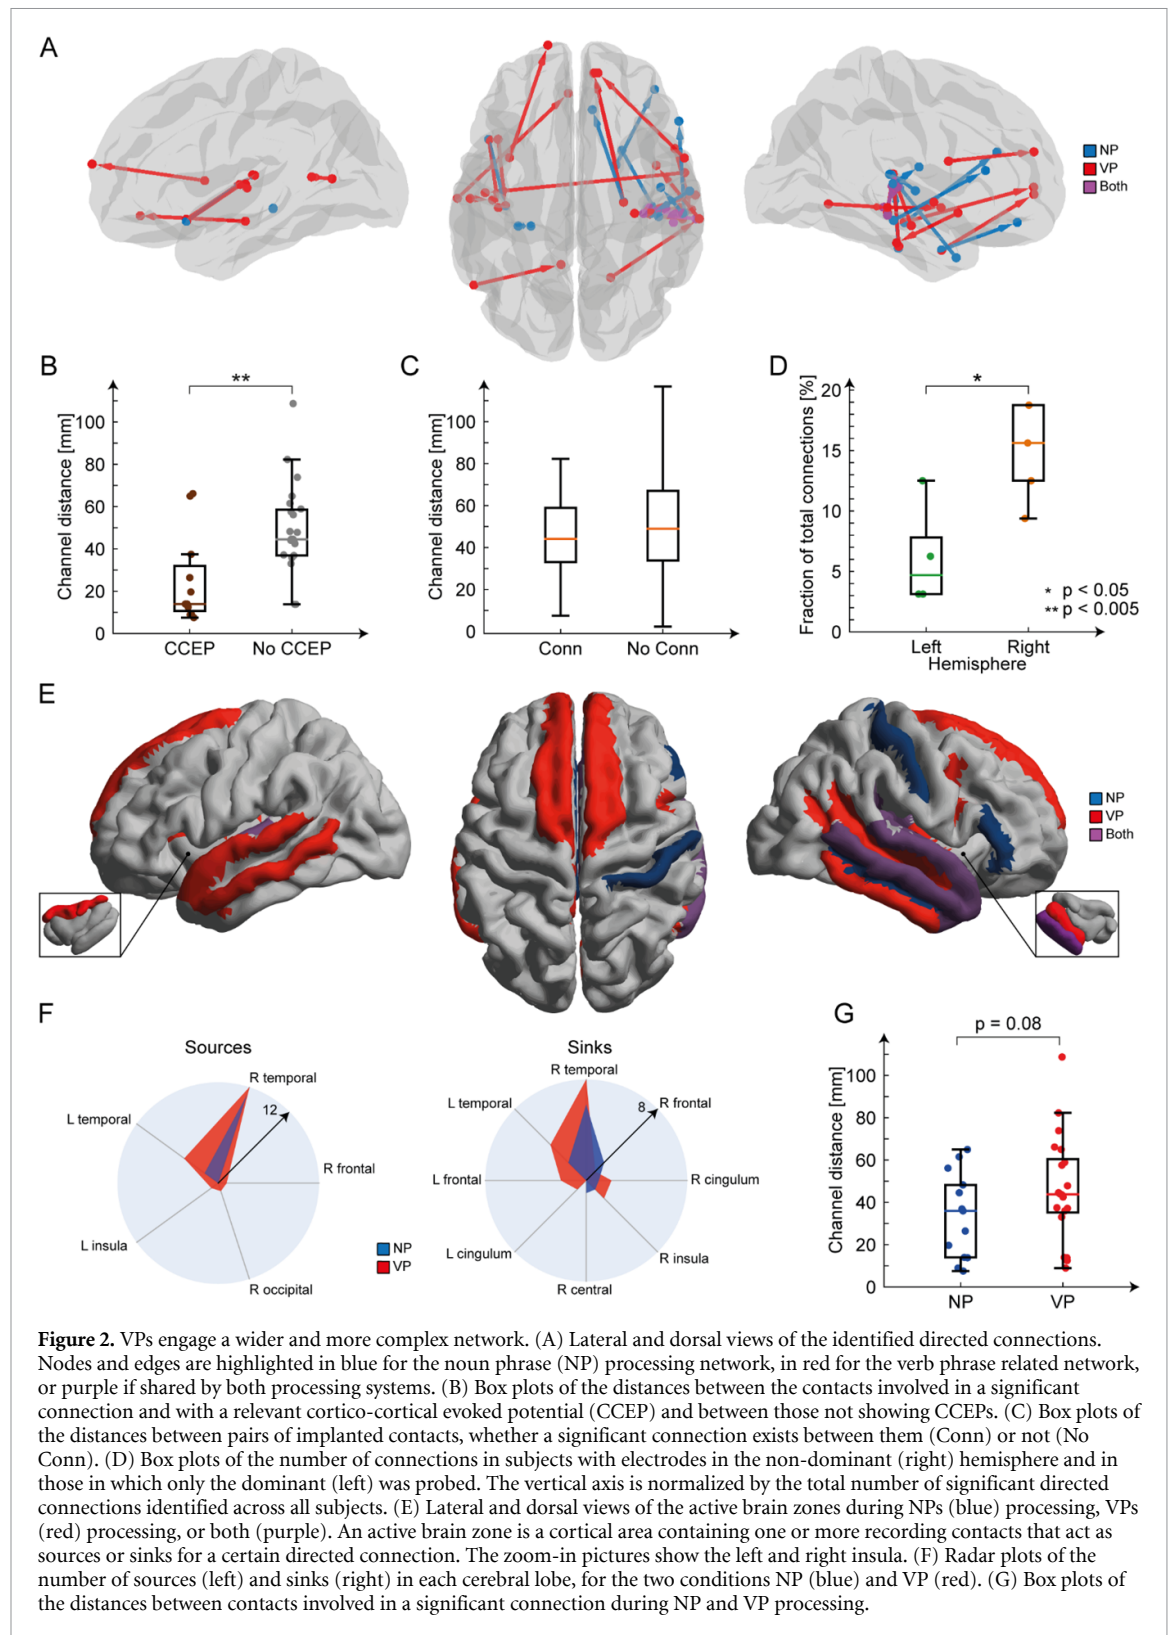 A
NP
VP
Both
B
**
Channel distance [mm]
100
80
60
40
20
0
CCEP
No CCEP
C
Channel distance [mm]
100
80
60
40
20
0
Conn
No Conn
D
*
Fraction of total connections [%]
20
15
10
5
0
* p < 0.05
** p < 0.005
Left
Right
Hemisphere
E
NP
VP
Both
F
Sources
R temporal
12
L temporal
R frontal
L insula
R occipital
NP
VP
Sinks
R temporal
8
L temporal
R frontal
L frontal
R cingulum
L cingulum
R insula
R central
G
p = 0.08
Channel distance [mm]
100
80
60
40
20
0
NP
VP
Figure 2. VPs engage a wider and more complex network. (A) Lateral and dorsal views of the identified directed connections.
Nodes and edges are highlighted in blue for the noun phrase (NP) processing network, in red for the verb phrase related network,
or purple if shared by both processing systems. (B) Box plots of the distances between the contacts involved in a significant
connection and with a relevant cortico-cortical evoked potential (CCEP) and between those not showing CCEPs. (C) Box plots of
the distances between pairs of implanted contacts, whether a significant connection exists between them (Conn) or not (No
Conn). (D) Box plots of the number of connections in subjects with electrodes in the non-dominant (right) hemisphere and in
those in which only the dominant (left) was probed. The vertical axis is normalized by the total number of significant directed
connections identified across all subjects. (E) Lateral and dorsal views of the active brain zones during NPs (blue) processing, VPs
(red) processing, or both (purple). An active brain zone is a cortical area containing one or more recording contacts that act as
sources or sinks for a certain directed connection. The zoom-in pictures show the left and right insula. (F) Radar plots of the
number of sources (left) and sinks (right) in each cerebral lobe, for the two conditions NP (blue) and VP (red). (G) Box plots of
the distances between contacts involved in a significant connection during NP and VP processing.